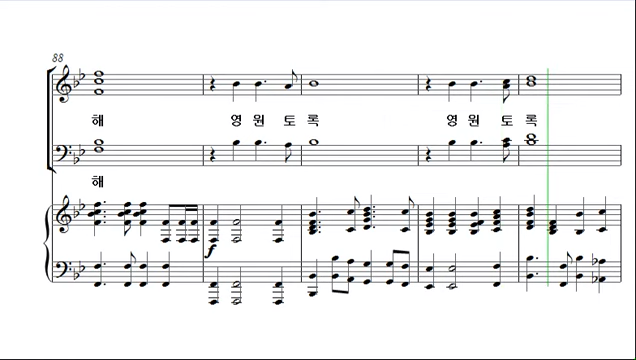 88
해 영 원 토 록 영 원 토 록
해
f